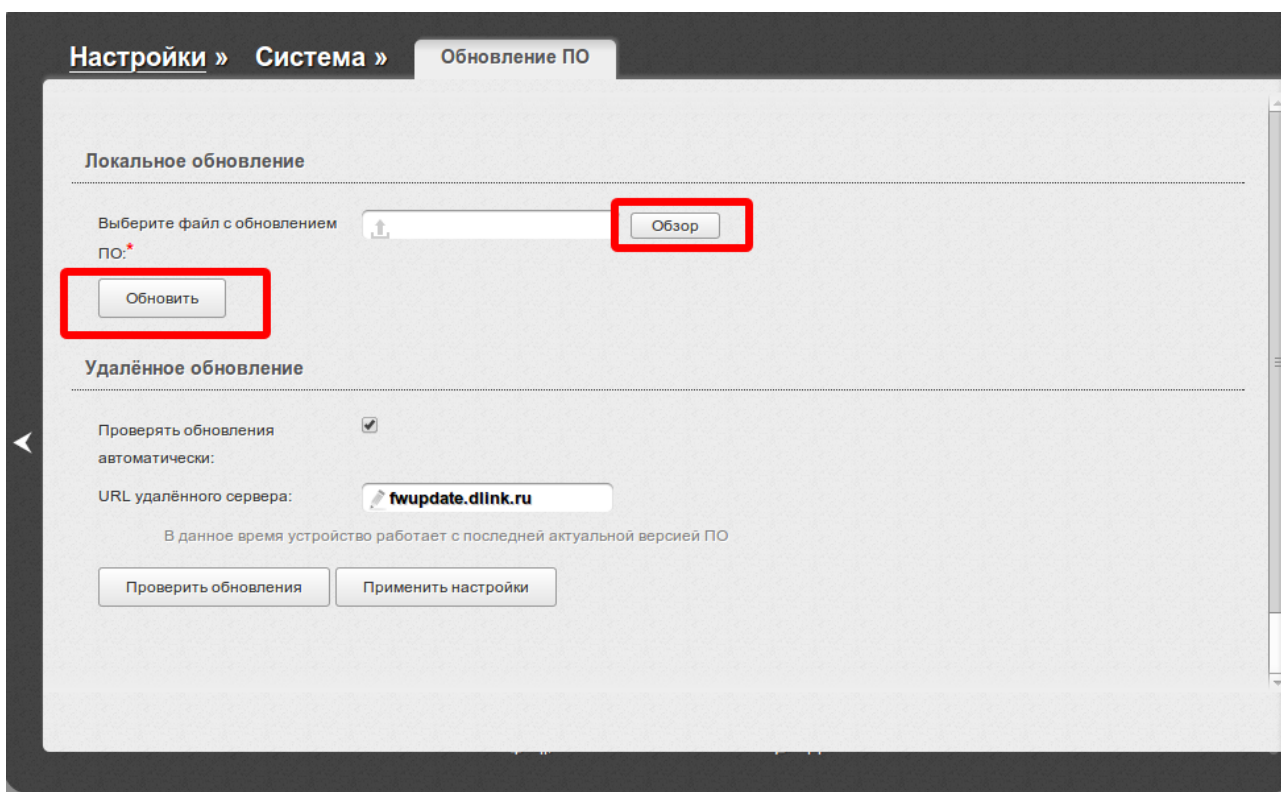 Настройки » Система » Обновление ПО
Локальное обновление
Выберите файл с обновлением
ПО:*
Обзор
Обновить
Удалённое обновление
Проверять обновления
автоматически:
URL удалённого сервера: fwupdate.dlink.ru
В данное время устройство работает с последней актуальной версией ПО
Проверить обновления Применить настройки